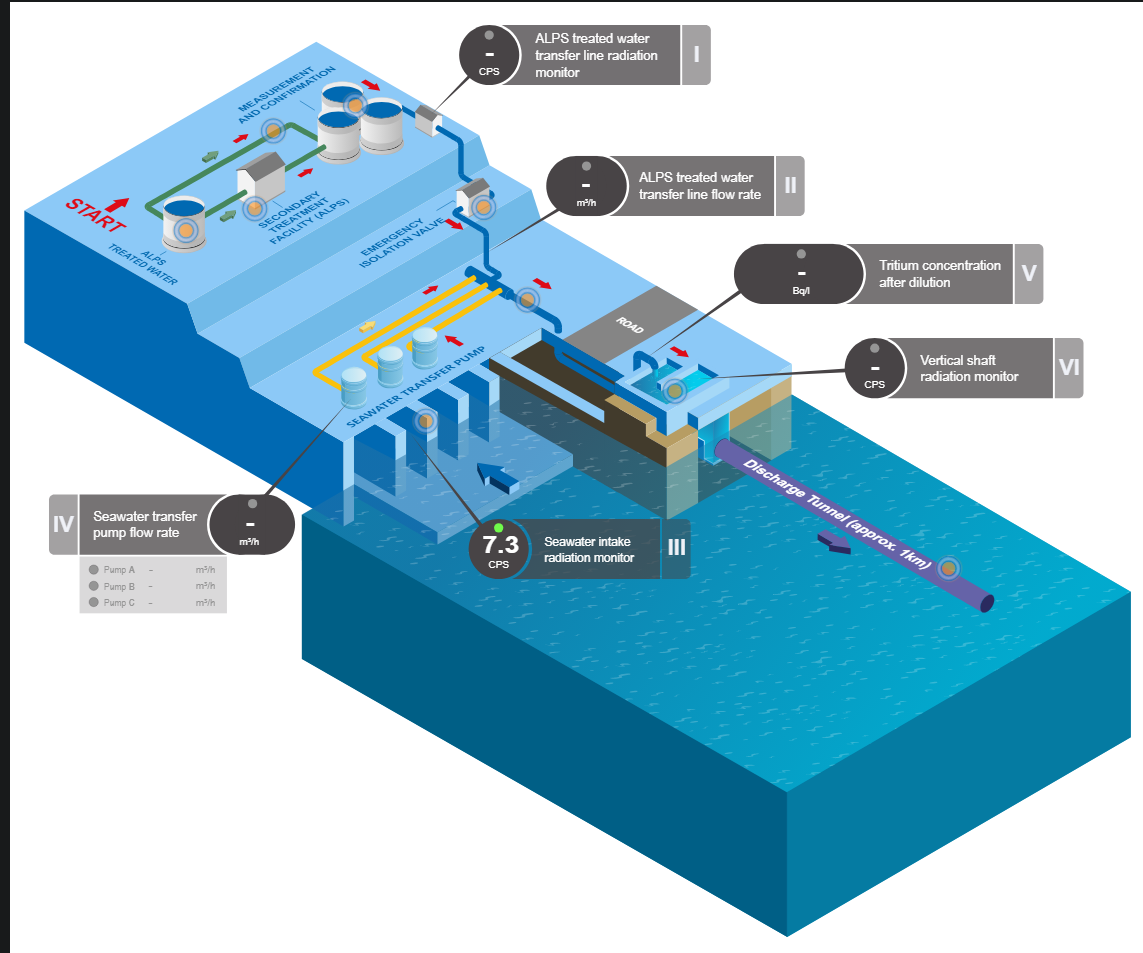 -
CPS
ALPS treated water
transfer line radiation
monitor
I
MEASUREMENT
AND CONFIRMATION
START
ALPS
TREATED WATER
SECONDARY
TREATMENT
FACILITY (ALPS)
EMERGENCY
ISOLATION VALVE
-
m³/h
ALPS treated water
transfer line flow rate
II
-
Bq/l
Tritium concentration
after dilution
V
ROAD
-
CPS
Vertical shaft
radiation monitor
VI
SEAWATER TRANSFER PUMP
Discharge Tunnel (approx. 1km)
IV
Seawater transfer
pump flow rate
-
m³/h
Pump A - m³/h
Pump B - m³/h
Pump C - m³/h
7.3
CPS
Seawater intake
radiation monitor
III